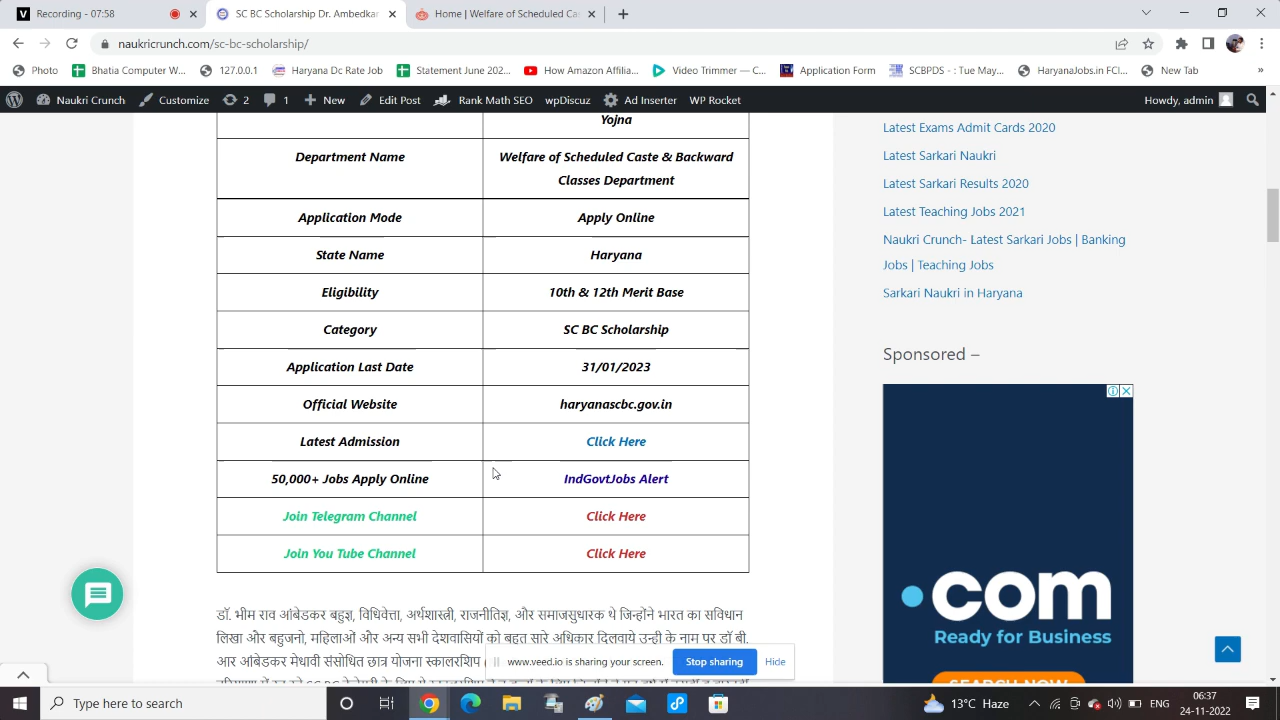 Recording - 07:58
SC BC Scholarship Dr. Ambedkar
Home | Welfare of Scheduled Ca
naukricrunch.com/sc-bc-scholarship/
Photo
Bhatia Computer W...
127.0.0.1
Haryana Dc Rate Job
Statement June 202...
How Amazon Affilia...
Video Trimmer — C...
Application Form
SCBPDS - : Tue May...
HaryanaJobs.in FCI...
New Tab
»
Naukri Crunch
Customize
2
1
New
Edit Post
Rank Math SEO
wpDiscuz
Ad Inserter
WP Rocket
Howdy, admin
Yojna
Department Name
Welfare of Scheduled Caste & Backward
Classes Department
Application Mode
Apply Online
State Name
Haryana
Eligibility
10th & 12th Merit Base
Category
SC BC Scholarship
Application Last Date
31/01/2023
Official Website
haryanascbc.gov.in
Latest Admission
Click Here
50,000+ Jobs Apply Online
IndGovtJobs Alert
Join Telegram Channel
Click Here
Join You Tube Channel
Click Here
डॉ. भीम राव आंबेडकर बहुश, विधिवेत्ता, अर्थशास्त्री, राजनीतिज्ञ, और समाजसुधारक थे जिन्होंने भारत का सविधान
लिखा और बहुजनो, महिलाओं और अन्य सभी देशवासियों को बहुत सारे अधिकार दिलवाये उन्ही के नाम पर डॉ बी.
आर आंबेडकर मेधावी संसोधित छात्र योजना स्कालरशिप
Latest Exams Admit Cards 2020
Latest Sarkari Naukri
Latest Sarkari Results 2020
Latest Teaching Jobs 2021
Naukri Crunch- Latest Sarkari Jobs | Banking
Jobs | Teaching Jobs
Sarkari Naukri in Haryana
Sponsored –
.com
Ready for Business
SEARCH NOW
www.veed.io is sharing your screen.
Stop sharing
Hide
Type here to search
13°C Haze
06:37
24-11-2022